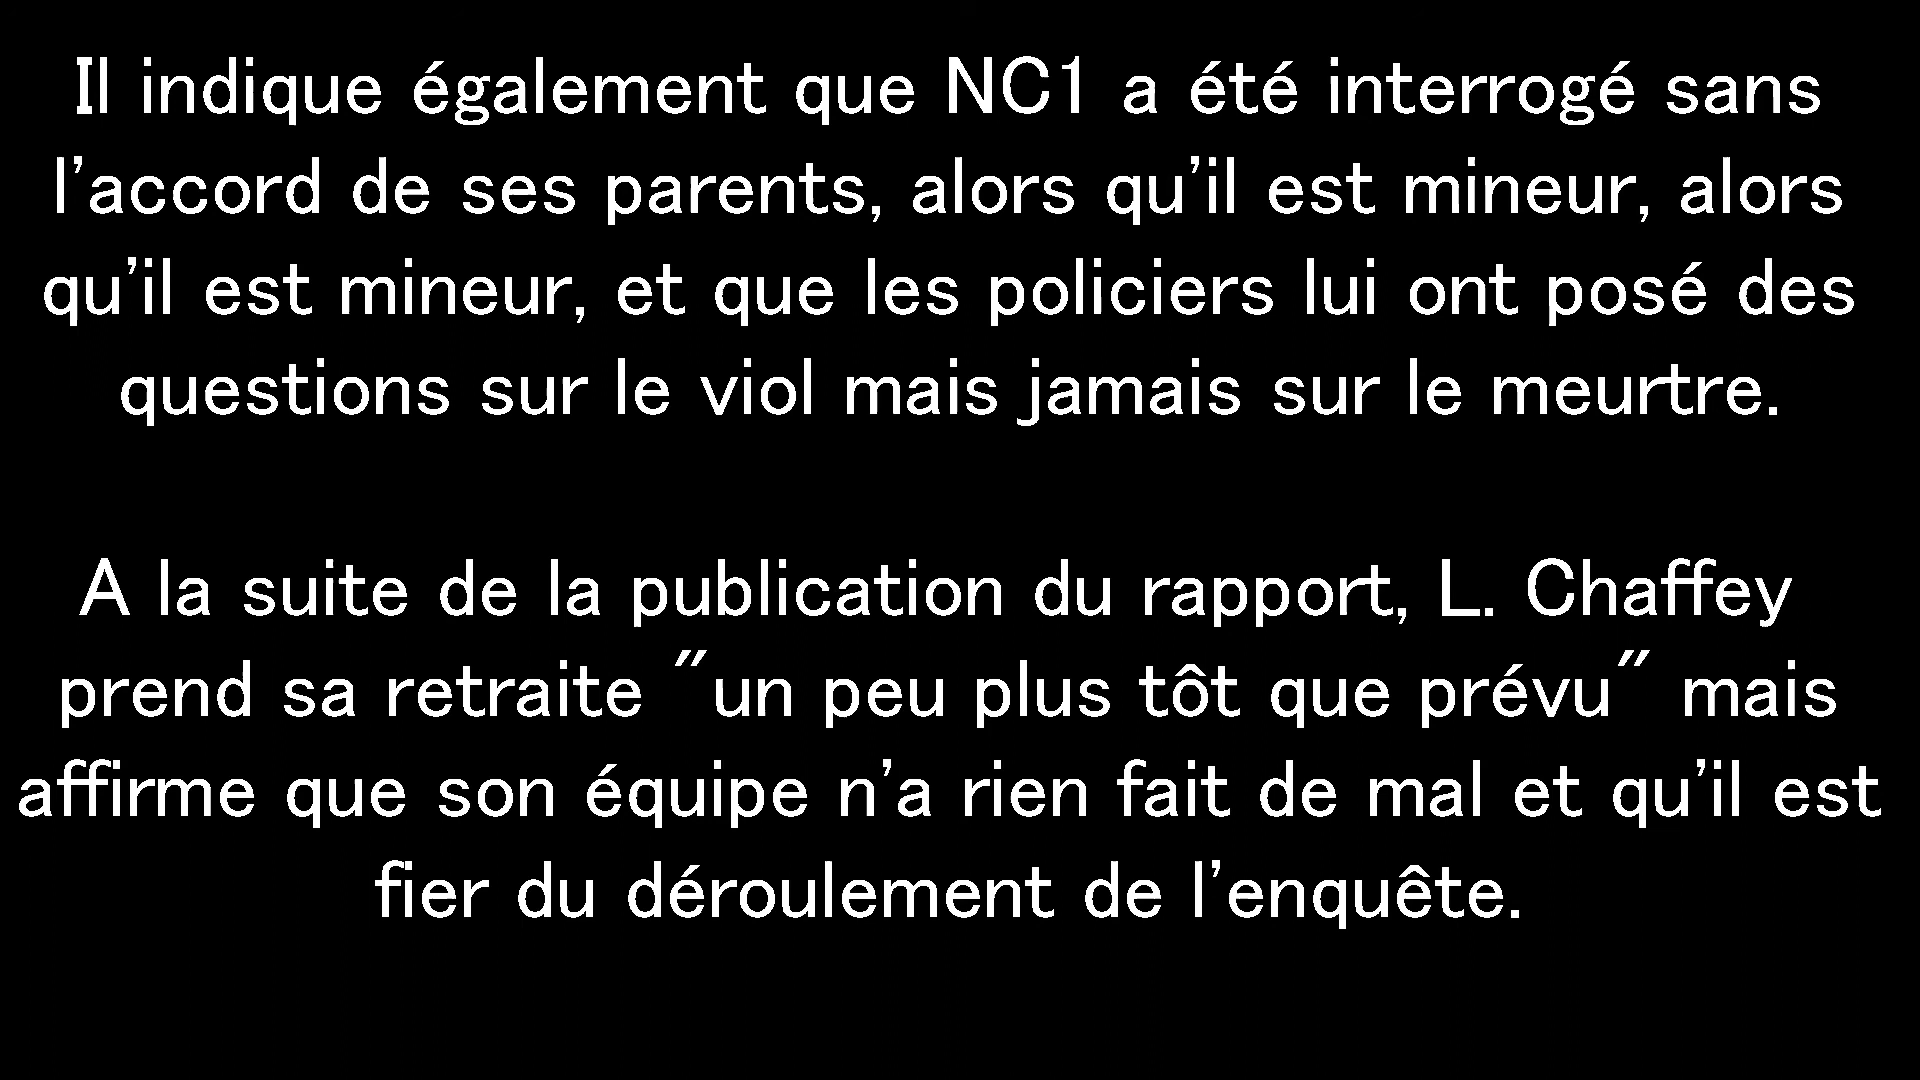 Il indique également que NC1 a été interrogé sans
l'accord de ses parents, alors qu'il est mineur, alors
qu'il est mineur, et que les policiers lui ont posé des
questions sur le viol mais jamais sur le meurtre.
A la suite de la publication du rapport, L. Chaffey
prend sa retraite "un peu plus tôt que prévu" mais
affirme que son équipe n'a rien fait de mal et qu'il est
fier du déroulement de l'enquête.